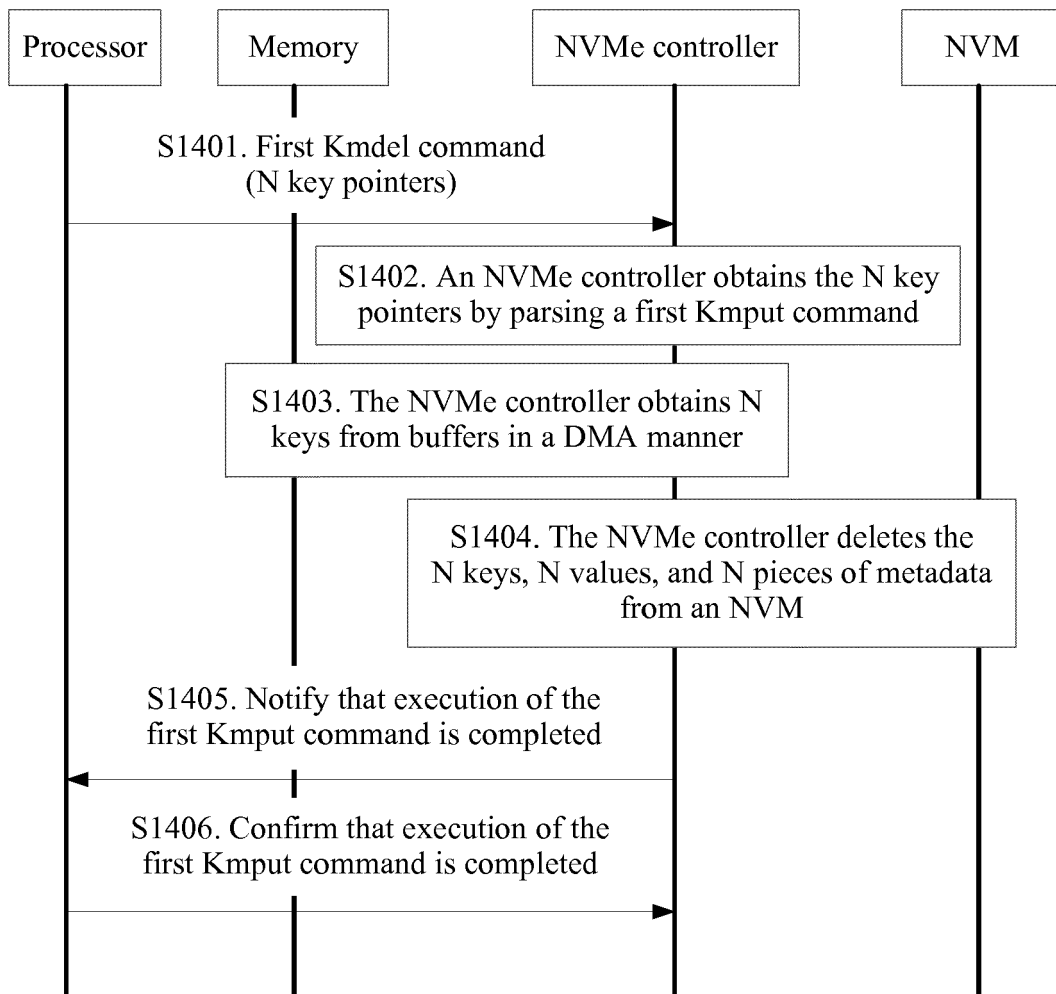 Processor
Memory
NVMe controller
NVM
S1401. First Kmdel command
(N key pointers)
S1402. An NVMe controller obtains the N key
pointers by parsing a first Kmput command
S1403. The NVMe controller obtains N
keys from buffers in a DMA manner
S1404. The NVMe controller deletes the
N keys, N values, and N pieces of metadata
from an NVM
S1405. Notify that execution of the
first Kmput command is completed
S1406. Confirm that execution of the
first Kmput command is completed